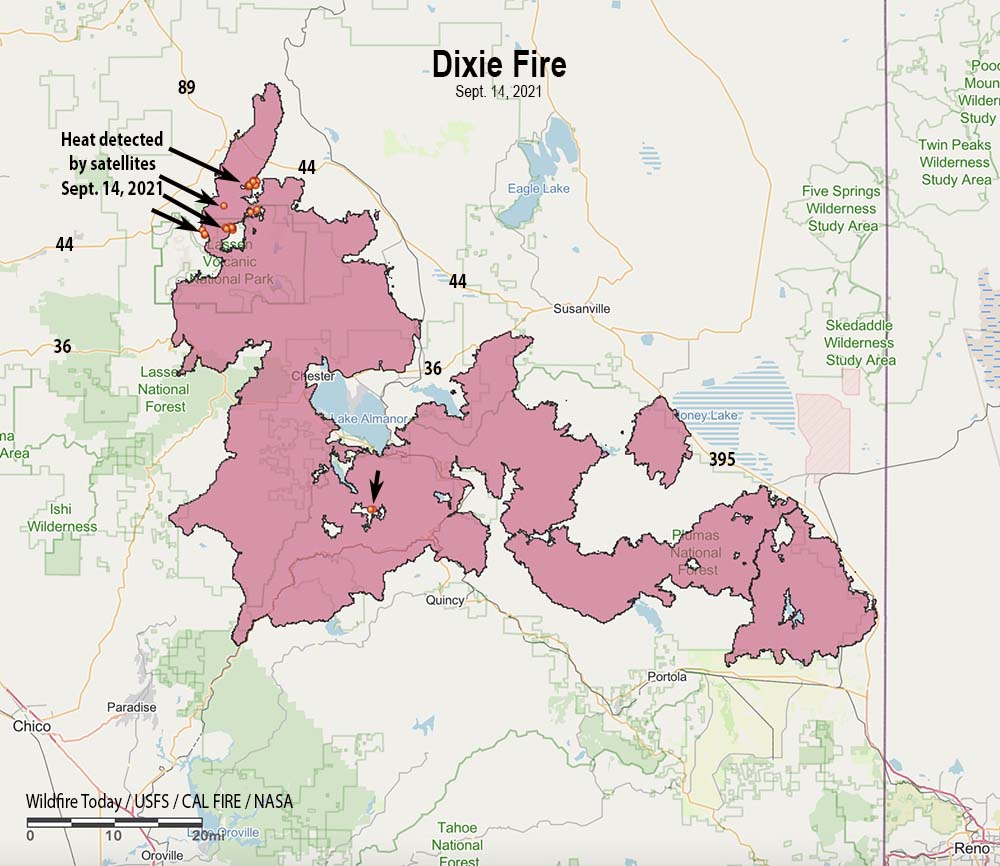 Dixie Fire
Sept. 14, 2021
89
Heat detected
by satellites
Sept. 14, 2021
44
44
44
36
36
395
Eagle Lake
Susanville
Twin Peaks
Wilderness
Study Area
Five Springs
Wilderness
Study Area
Skedaddle
Wilderness
Study Area
Lassen
Volcanic
National Park
National
Forest
Chester
Lake Almanor
oney Lake
Area
Ishi
Wilderness
Plumas
National
Forest
Quincy
Portola
Paradise
Chico
Wildfire Today / USFS / CAL FIRE / NASA
0 10 20mi
Oroville
Oroville
Tahoe
National
Forest
Reno